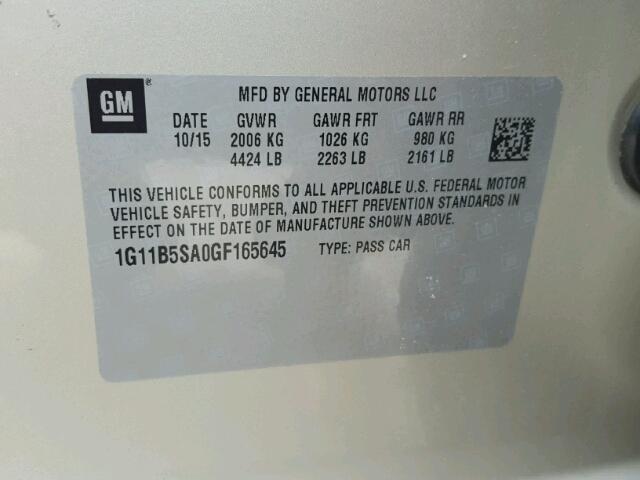 GM ®
MFD BY GENERAL MOTORS LLC
DATE GVWR GAWR FRT GAWR RR
10/15 2006 KG 1026 KG 980 KG
4424 LB 2263 LB 2161 LB
THIS VEHICLE CONFORMS TO ALL APPLICABLE U.S. FEDERAL MOTOR
VEHICLE SAFETY, BUMPER, AND THEFT PREVENTION STANDARDS IN
EFFECT ON THE DATE OF MANUFACTURE SHOWN ABOVE.
1G11B5SA0GF165645 TYPE: PASS CAR